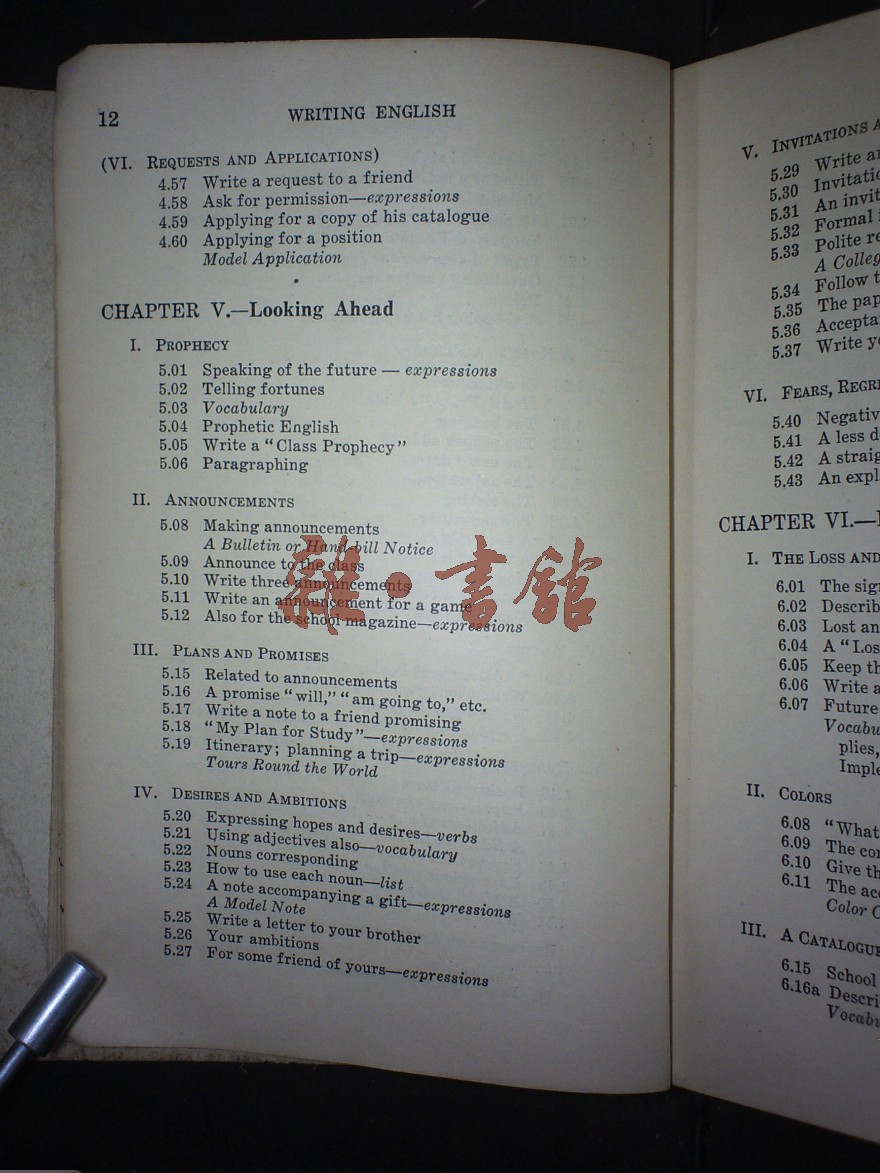 12
WRITING ENGLISH
(VI. REQUESTS AND APPLICATIONS)
4.57 Write a request to a friend
4.58 Ask for permission—expressions
4.59 Applying for a copy of his catalogue
4.60 Applying for a position
Model Application
CHAPTER V.—Looking Ahead
I. PROPHECY
5.01 Speaking of the future — expressions
5.02 Telling fortunes
5.03 Vocabulary
5.04 Prophetic English
5.05 Write a "Class Prophecy"
5.06 Paragraphing
II. ANNOUNCEMENTS
5.08 Making announcements
A Bulletin or Hand-bill Notice
5.09 Announce to the class
5.10 Write three announcements
5.11 Write an announcement for a game
5.12 Also for the school magazine—expressions
雜·書館
III. PLANS AND PROMISES
5.15 Related to announcements
5.16 A promise "will," "am going to," etc.
5.17 Write a note to a friend promising
5.18 "My Plan for Study"—expressions
5.19 Itinerary; planning a trip—expressions
Tours Round the World
IV. DESIRES AND AMBITIONS
5.20 Expressing hopes and desires—verbs
5.21 Using adjectives also—vocabulary
5.22 Nouns corresponding
5.23 How to use each noun—list
5.24 A note accompanying a gift—expressions
A Model Note
5.25 Write a letter to your brother
5.26 Your ambitions
5.27 For some friend of yours—expressions
V. INVITATIONS
5.29 Write
5.30
5.31 An
5.32 Formal
5.33 Polite
A
5.34 Follow
5.35 The
5.36
5.37 Write
VI. FEARS,
5.40
5.41 A less
5.42 A
5.43 An
CHAPTER VI.—
I. THE LOSS AND
6.01 The
6.02
6.03 Lost
6.04 A
6.05 Keep
6.06 Write
6.07 Future
II. COLORS
6.08 "What
6.09 The
6.10 Give
6.11 The
Color
III. A
6.15 School
6.16a